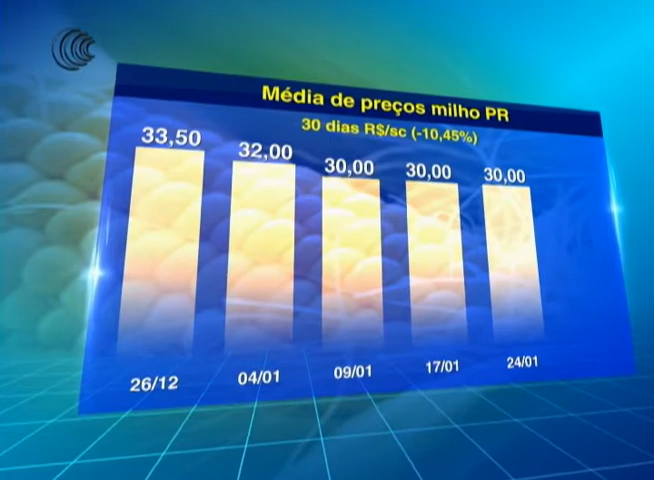 Média de preços milho PR
30 dias R$/sc (-10,45%)
33,50 32,00 30,00 30,00 30,00
26/12 04/01 09/01 17/01 24/01